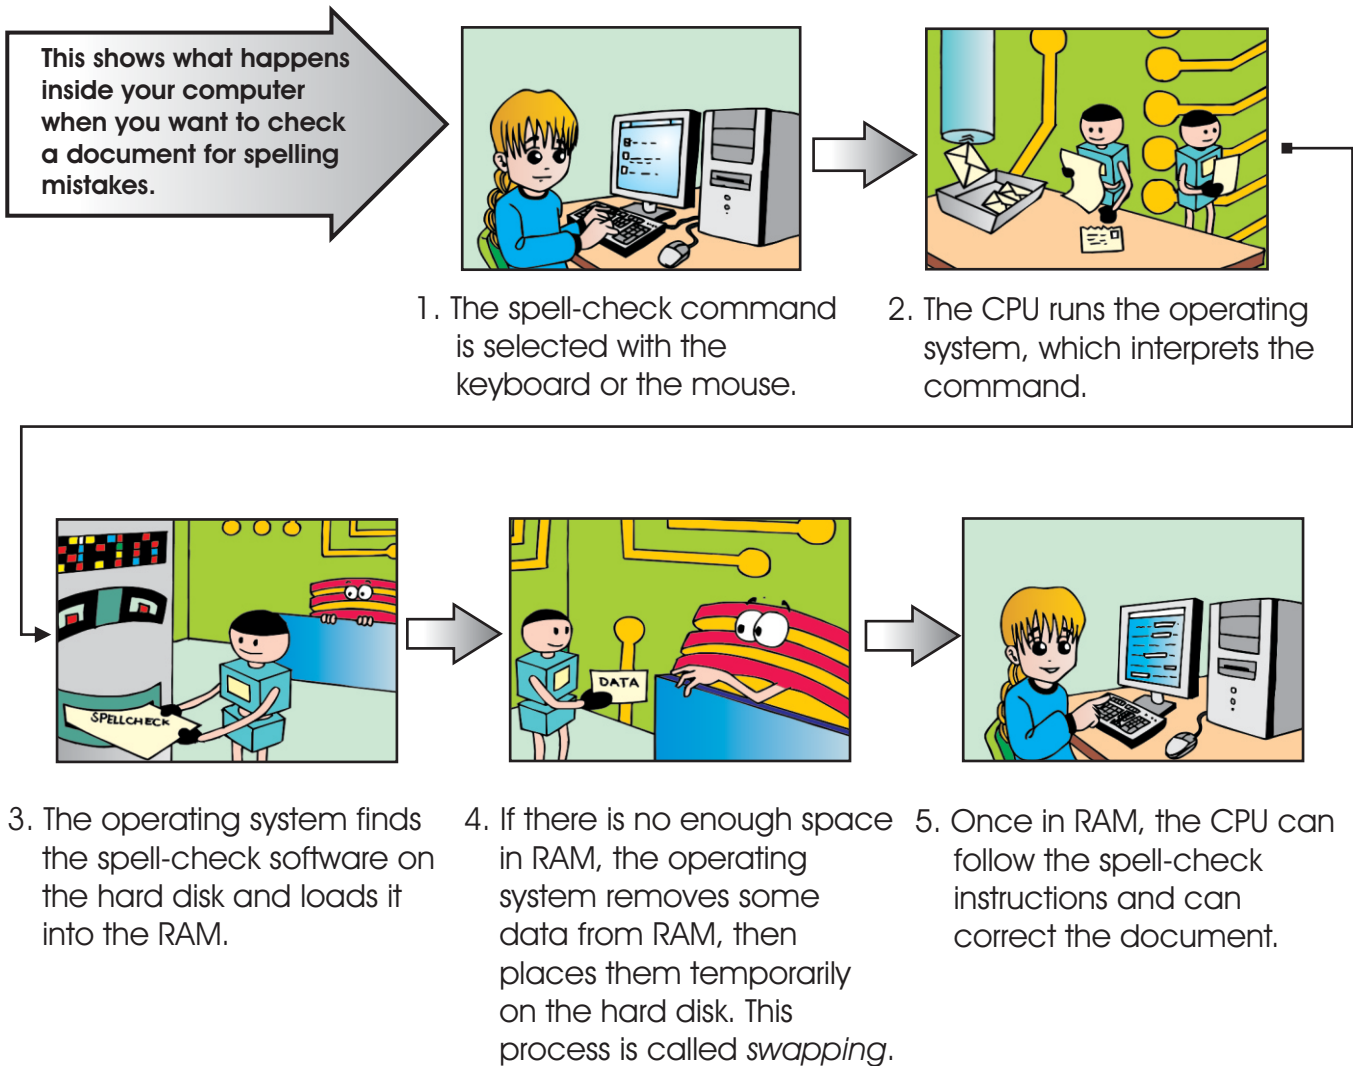 This shows what happens
inside your computer
when you want to check
a document for spelling
mistakes.
1. The spell-check command
is selected with the
keyboard or the mouse.
2. The CPU runs the operating
system, which interprets the
command.
SPELLCHECK
DATA
3. The operating system finds
the spell-check software on
the hard disk and loads it
into the RAM.
4. If there is no enough space
in RAM, the operating
system removes some
data from RAM, then
places them temporarily
on the hard disk. This
process is called swapping.
5. Once in RAM, the CPU can
follow the spell-check
instructions and can
correct the document.